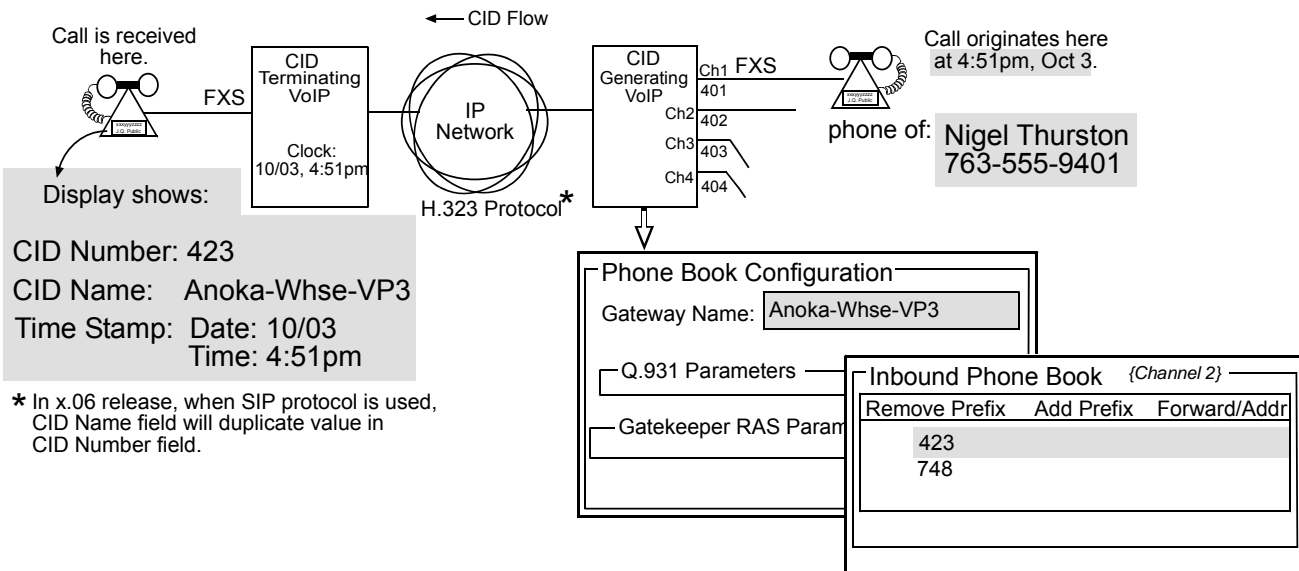 CID Flow
Call is received
here.
FXS
CID
Terminating
VoIP
Clock:
10/03, 4:51pm
IP
Network
H.323 Protocol*
CID
Generating
VoIP
Ch1
401
Ch2
402
Ch3
403
Ch4
404
FXS
Call originates here
at 4:51pm, Oct 3.
phone of:
Nigel Thurston
763-555-9401
J.Q. Public
J.Q. Public
Display shows:
CID Number: 423
CID Name: Anoka-Whse-VP3
Time Stamp: Date: 10/03
Time: 4:51pm
* In x.06 release, when SIP protocol is used,
CID Name field will duplicate value in
CID Number field.
Phone Book Configuration
Gateway Name: Anoka-Whse-VP3
Q.931 Parameters
Gatekeeper RAS Param
Inbound Phone Book {Channel 2}
Remove Prefix Add Prefix Forward/Addr
423
748